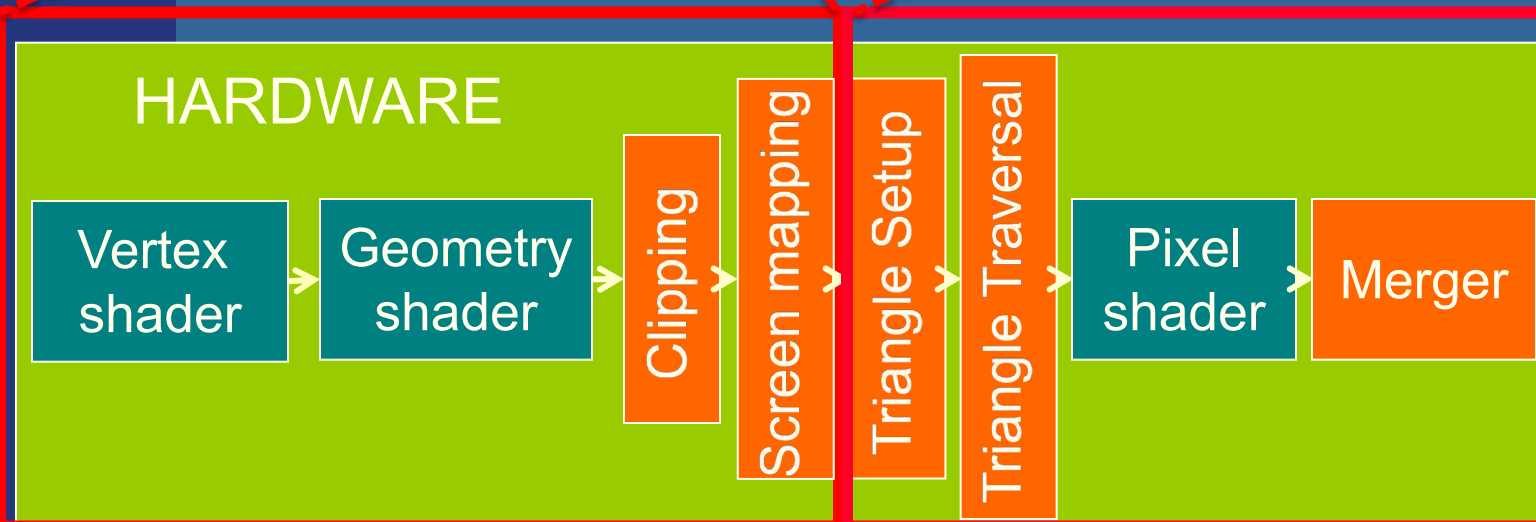 HARDWARE
Vertex
shader
Geometry
shader
Clipping
Screen mapping
Triangle Setup
Triangle Traversal
Pixel
shader
Merger